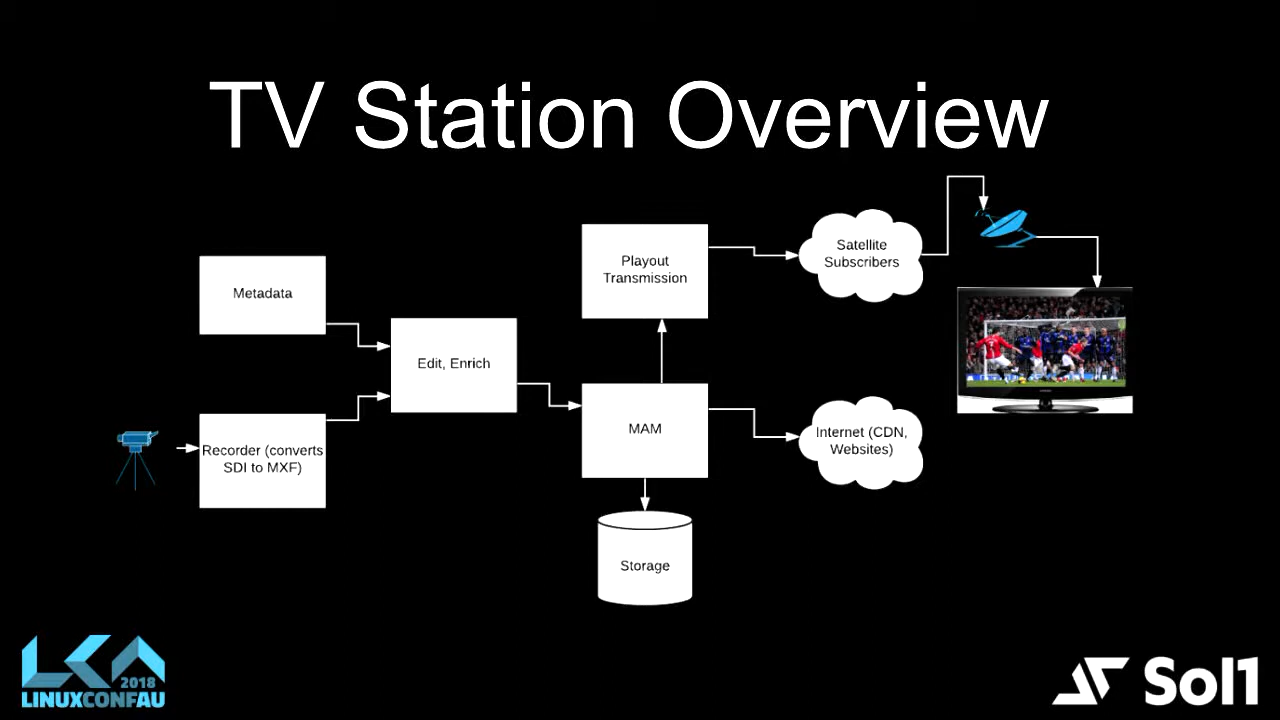 TV Station Overview
Metadata
Recorder (converts
SDI to MXF)
Edit, Enrich
Playout
Transmission
MAM
Storage
Satellite
Subscribers
Internet (CDN,
Websites)
LCA
2018
LINUXCONFAU
Sol1